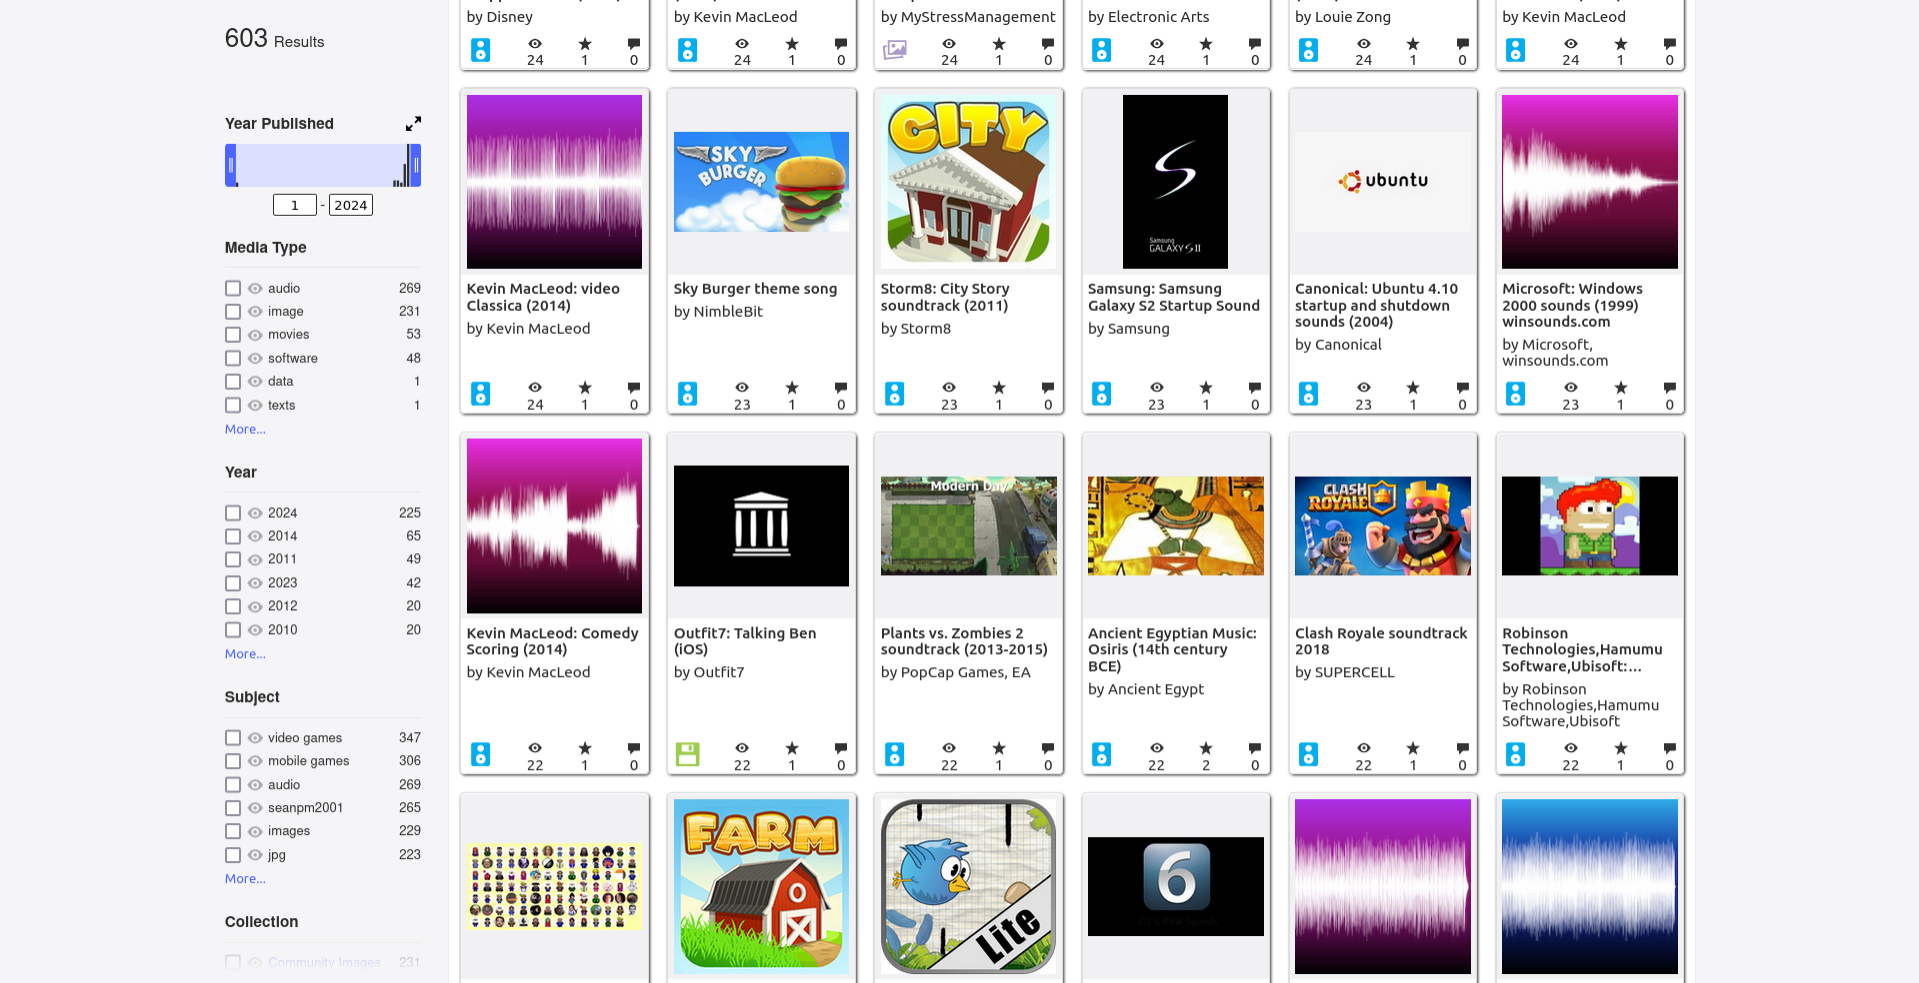 603 Results
Year Published
1 - 2024
Media Type
audio 269
image 231
movies 53
software 48
data 1
texts 1
More...
Year
2024 225
2014 65
2011 49
2023 42
2012 20
2010 20
More...
Subject
video games 347
mobile games 306
audio 269
seanpm2001 265
images 229
jpg 223
More...
Collection
Community Images 231
by Disney
24 1 0
by Kevin MacLeod
24 1 0
by MyStressManagement
24 1 0
by Electronic Arts
24 1 0
by Louie Zong
24 1 0
by Kevin MacLeod
24 1 0
Kevin MacLeod: video
Classica (2014)
by Kevin MacLeod
24 1 0
SKY
BURGER
Sky Burger theme song
by NimbleBit
23 1 0
CITY
Storm8: City Story
soundtrack (2011)
by Storm8
23 1 0
S
Samsung
GALAXY S II
Samsung: Samsung
Galaxy S2 Startup Sound
by Samsung
23 1 0
ubuntu
Canonical: Ubuntu 4.10
startup and shutdown
sounds (2004)
by Canonical
23 1 0
Microsoft: Windows
2000 sounds (1999)
winsounds.com
by Microsoft,
winsounds.com
23 1 0
Kevin MacLeod: Comedy
Scoring (2014)
by Kevin MacLeod
22 1 0
Outfit7: Talking Ben
(iOS)
by Outfit7
22 1 0
Modern Day
Plants vs. Zombies 2
soundtrack (2013-2015)
by PopCap Games, EA
22 1 0
Ancient Egyptian Music:
Osiris (14th century
BCE)
by Ancient Egypt
22 2 0
CLASH
ROYALE
Clash Royale soundtrack
2018
by SUPERCELL
22 1 0
Robinson
Technologies,Hamumu
Software,Ubisoft:...
by Robinson
Technologies,Hamumu
Software,Ubisoft
22 1 0
FARM
Lite
6